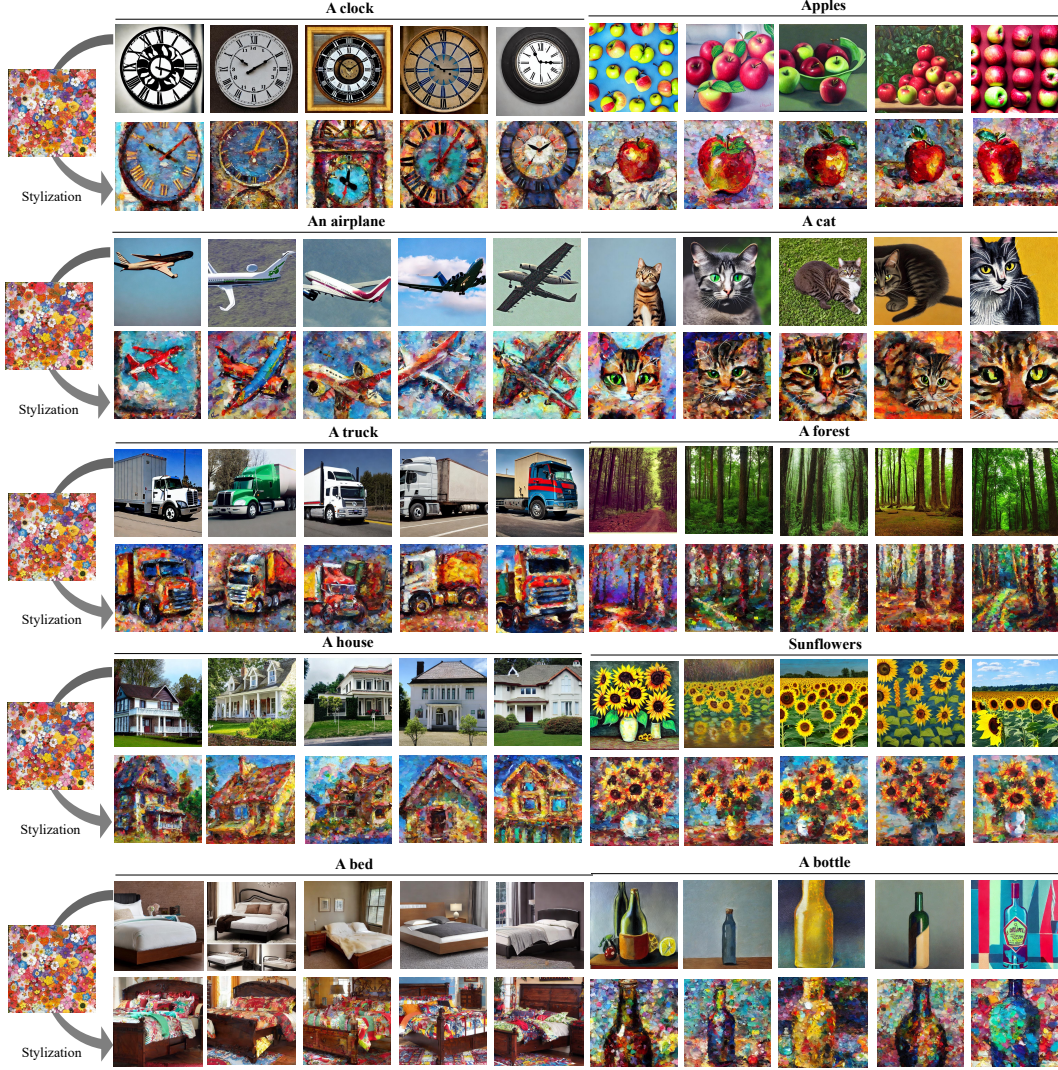 A clock
Apples
Stylization
An airplane
A cat
Stylization
A truck
A forest
Stylization
A house
Sunflowers
Stylization
A bed
A bottle
Stylization